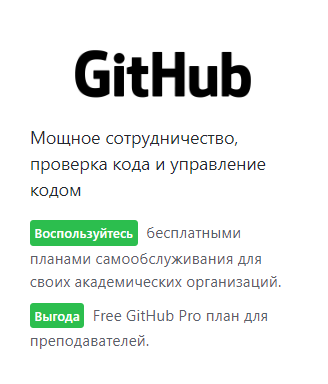 GitHub
Мощное сотрудничество,
проверка кода и управление
кодом
Воспользуйтесь бесплатными
планами самообслуживания для
своих академических организаций.
Выгода Free GitHub Pro план для
преподавателей.